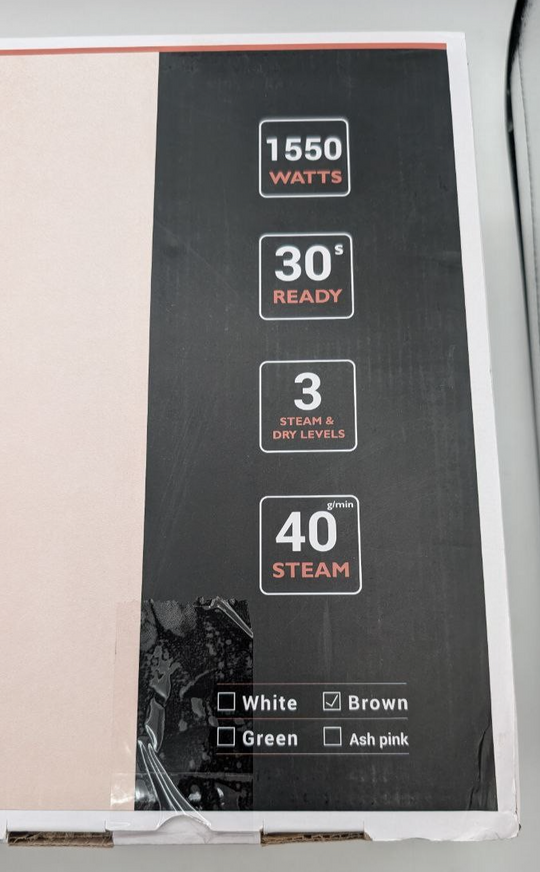 1550
WATTS
30s
READY
3
STEAM &
DRY LEVELS
g/min
40
STEAM
☐ White ☑ Brown
☐ Green ☐ Ash pink